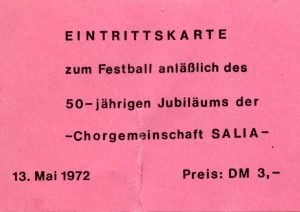 EINTRITTSKARTE
zum Festball anläßlich des
50-jährigen Jubiläums der
-Chorgemeinschaft SALIA-
13. Mai 1972 Preis: DM 3,-